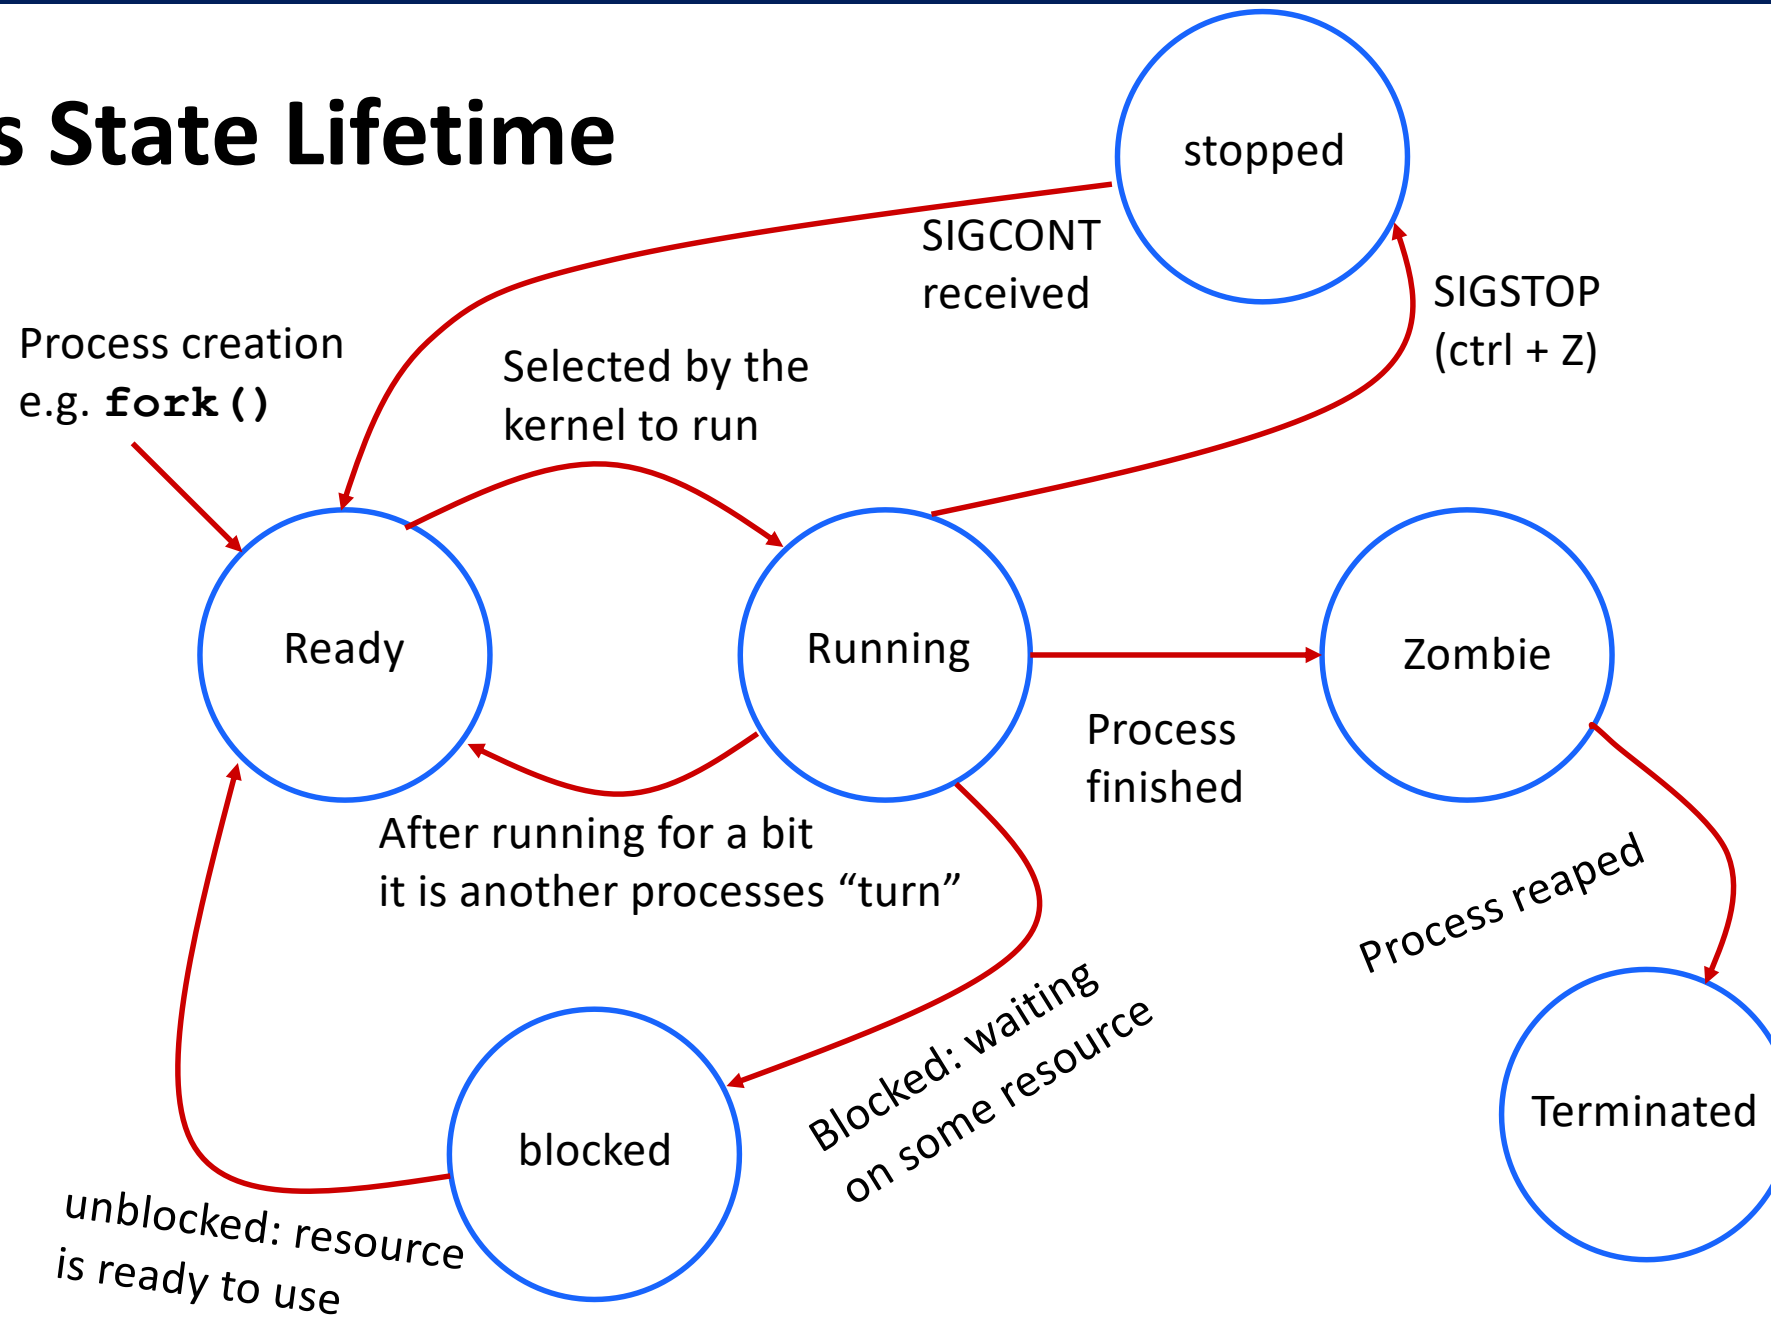 s State Lifetime
stopped
SIGCONT
received
SIGSTOP
(ctrl + Z)
Process creation
e.g. fork()
Selected by the
kernel to run
Ready
Running
Zombie
Process
finished
After running for a bit
it is another processes “turn”
Process reaped
Blocked: waiting
on some resource
blocked
Terminated
unblocked: resource
is ready to use